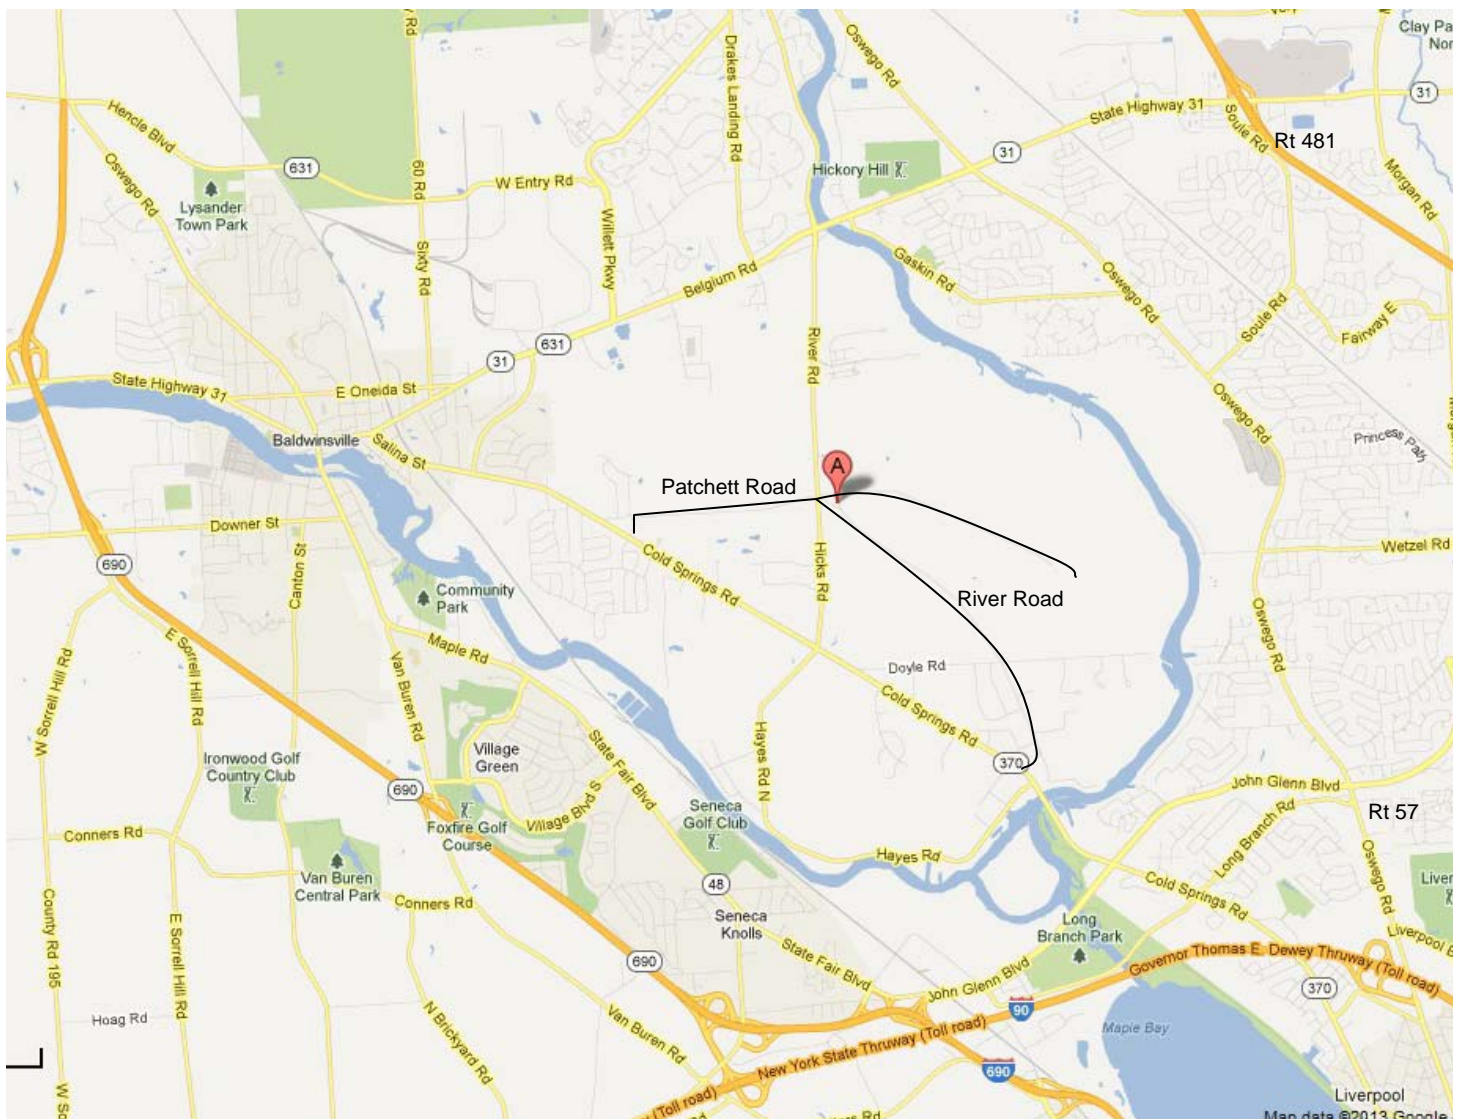 Clay Pa
Nor
Oswego Rd
Drakes Landing Rd
Rd
31
State Highway 31
Soule Rd
Rt 481
Morgan Rd
Hencle Blvd
Oswego Rd
631
60 Rd
W Entry Rd
Hickory Hill
31
Lysander
Town Park
Willett Pkwy
Sixty Rd
Belgium Rd
Gaskin Rd
Oswego Rd
Soule Rd
Fairway E
River Rd
31
631
State Highway 31
E Oneida St
Oswego Rd
Baldwinsville
Salina St
Princess Path
A
Patchett Road
Downer St
Canton St
690
Cold Springs Rd
Hicks Rd
Wetzel Rd
Community
Park
River Road
Oswego Rd
E Sorrell Hill Rd
W Sorrell Hill Rd
Maple Rd
Van Buren Rd
Doyle Rd
Cold Springs Rd
Ironwood Golf
Country Club
Village
Green
State Fair Blvd
Hayes Rd N
370
690
Village Blvd S
Seneca
Golf Club
John Glenn Blvd
Rt 57
Foxfire Golf
Course
Conners Rd
Long Branch Rd
Hayes Rd
Van Buren
Central Park
Conners Rd
48
Cold Springs Rd
Oswego Rd
Liver
County Rd 195
E Sorrell Hill Rd
Seneca
Knolls
Long
Branch Park
Liverpool B
State Fair Blvd
690
Governor Thomas E. Dewey Thruway (Toll road)
John Glenn Blvd
370
Hoag Rd
N Brickyard Rd
Van Buren Rd
90
Maple Bay
New York State Thruway (Toll road)
690
W So
(Toll road)
Rd
ers Rd
Liverpool
Map data ©2013 Google